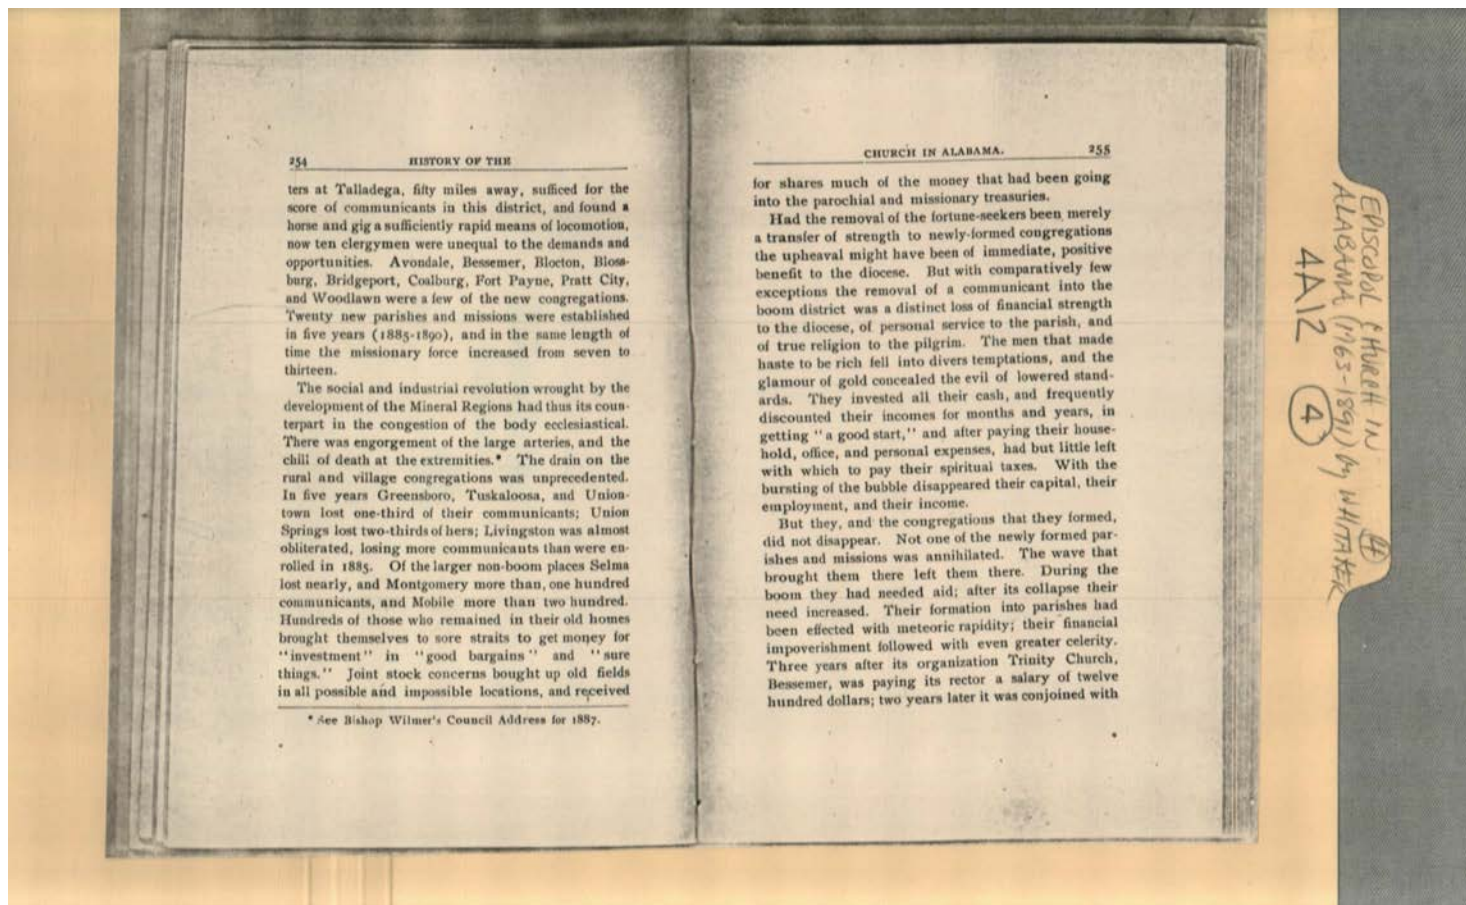 254 HISTORY OF THE
ters at Talladega, fifty miles away, sufficed for the
score of communicants in this district, and found a
horse and gig a sufficiently rapid means of locomotion,
now ten clergymen were unequal to the demands and
opportunities. Avondale, Bessemer, Blocton, Bloss-
burg, Bridgeport, Coalburg, Fort Payne, Pratt City,
and Woodlawn were a few of the new congregations.
Twenty new parishes and missions were established
in five years (1885-1890), and in the same length of
time the missionary force increased from seven to
thirteen.
The social and industrial revolution wrought by the
development of the Mineral Regions had thus its coun-
terpart in the congestion of the body ecclesiastical.
There was engorgement of the large arteries, and the
chill of death at the extremities.* The drain on the
rural and village congregations was unprecedented.
In five years Greensboro, Tuskaloosa, and Union-
town lost one-third of their communicants; Union
Springs lost two-thirds of hers; Livingston was almost
obliterated, losing more communicants than were en-
rolled in 1885. Of the larger non-boom places Selma
lost nearly, and Montgomery more than, one hundred
communicants, and Mobile more than two hundred.
Hundreds of those who remained in their old homes
brought themselves to sore straits to get money for
"investment" in "good bargains" and "sure
things." Joint stock concerns bought up old fields
in all possible and impossible locations, and received
* See Bishop Wilmer's Council Address for 1887.
CHURCH IN ALABAMA. 255
for shares much of the money that had been going
into the parochial and missionary treasuries.
Had the removal of the fortune-seekers been merely
a transfer of strength to newly-formed congregations
the upheaval might have been of immediate, positive
benefit to the diocese. But with comparatively few
exceptions the removal of a communicant into the
boom district was a distinct loss of financial strength
to the diocese, of personal service to the parish, and
of true religion to the pilgrim. The men that made
haste to be rich fell into divers temptations, and the
glamour of gold concealed the evil of lowered stand-
ards. They invested all their cash, and frequently
discounted their incomes for months and years, in
getting "a good start," and after paying their house-
hold, office, and personal expenses, had but little left
with which to pay their spiritual taxes. With the
bursting of the bubble disappeared their capital, their
employment, and their income.
But they, and the congregations that they formed,
did not disappear. Not one of the newly formed par-
ishes and missions was annihilated. The wave that
brought them there left them there. During the
boom they had needed aid; after its collapse their
need increased. Their formation into parishes had
been effected with meteoric rapidity; their financial
impoverishment followed with even greater celerity.
Three years after its organization Trinity Church,
Bessemer, was paying its rector a salary of twelve
hundred dollars; two years later it was conjoined with
EPISCOPOL CHURCH IN
ALABAMA (1763-1891) by WHITAKER
4A12 4